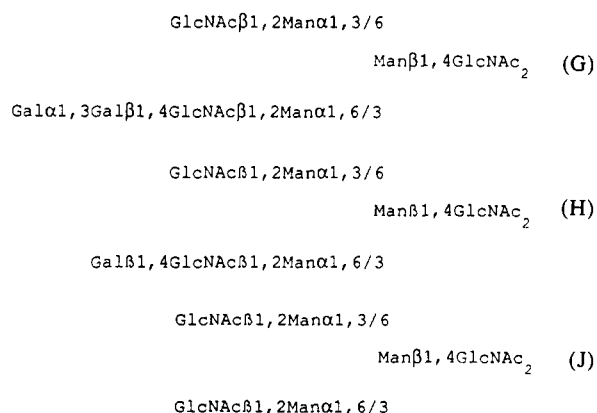 GlcNAcβ1,2Manα1,3/6
Manβ1,4GlcNAc₂ (G)
Galα1,3Galβ1,4GlcNAcβ1,2Manα1,6/3
GlcNAcß1,2Manα1,3/6
Manß1,4GlcNAc₂ (H)
Galß1,4GlcNAcß1,2Manα1,6/3
GlcNAcß1,2Manα1,3/6
Manβ1,4GlcNAc₂ (J)
GlcNAcß1,2Manα1,6/3